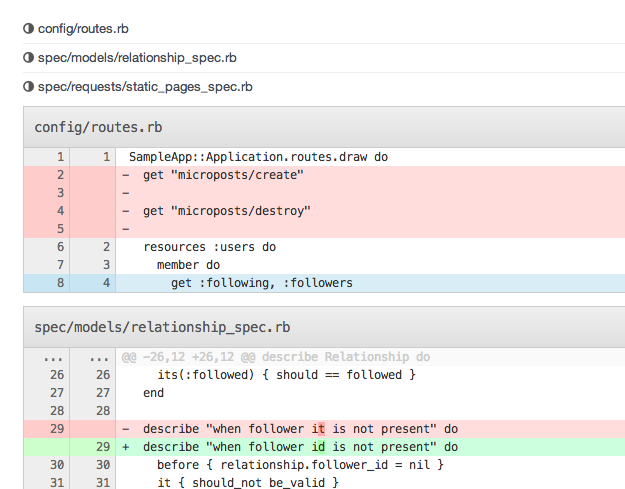 config/routes.rb
spec/models/relationship_spec.rb
spec/requests/static_pages_spec.rb
config/routes.rb
1 1 SampleApp::Application.routes.draw do
2 - get "microposts/create"
3 -
4 - get "microposts/destroy"
5 -
6 2 resources :users do
7 3 member do
8 4 get :following, :followers
spec/models/relationship_spec.rb
... ... @@ -26,12 +26,12 @@ describe Relationship do
26 26 its(:followed) { should == followed }
27 27 end
28 28
29 - describe "when follower it is not present" do
29 + describe "when follower id is not present" do
30 30 before { relationship.follower_id = nil }
31 31 it { should_not be_valid }